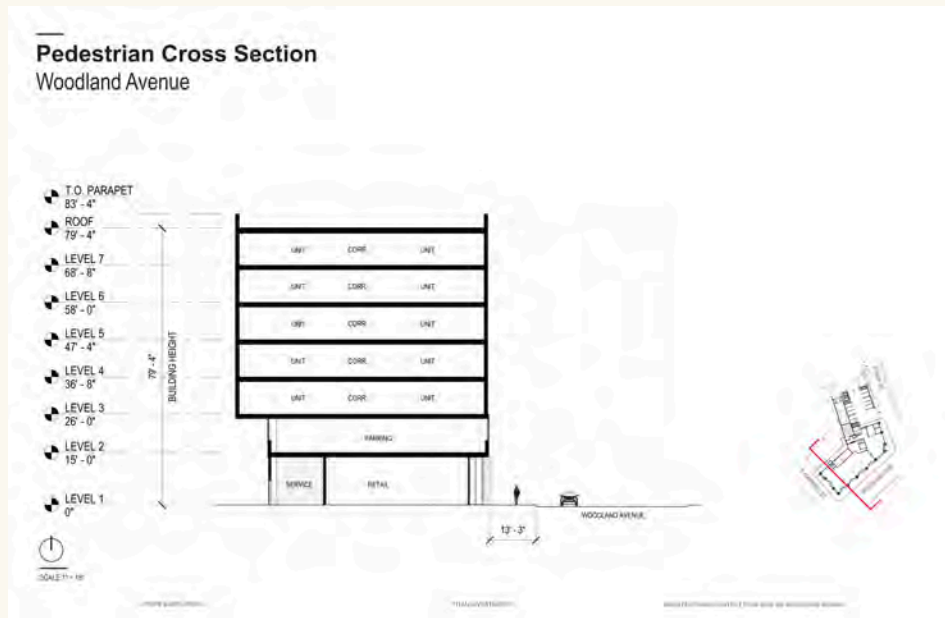 Pedestrian Cross Section
Woodland Avenue
T.O. PARAPET
83' - 4"
ROOF
79' - 4"
LEVEL 7
68' - 8"
LEVEL 6
58' - 0"
LEVEL 5
47' - 4"
LEVEL 4
36' - 8"
LEVEL 3
26' - 0"
LEVEL 2
15' - 0"
LEVEL 1
0"
79' - 4"
BUILDING HEIGHT
UNIT CORR. UNIT
UNIT CORR. UNIT
UNIT CORR. UNIT
UNIT CORR. UNIT
UNIT CORR. UNIT
PARKING
SERVICE RETAIL
WOODLAND AVENUE
13' - 3"